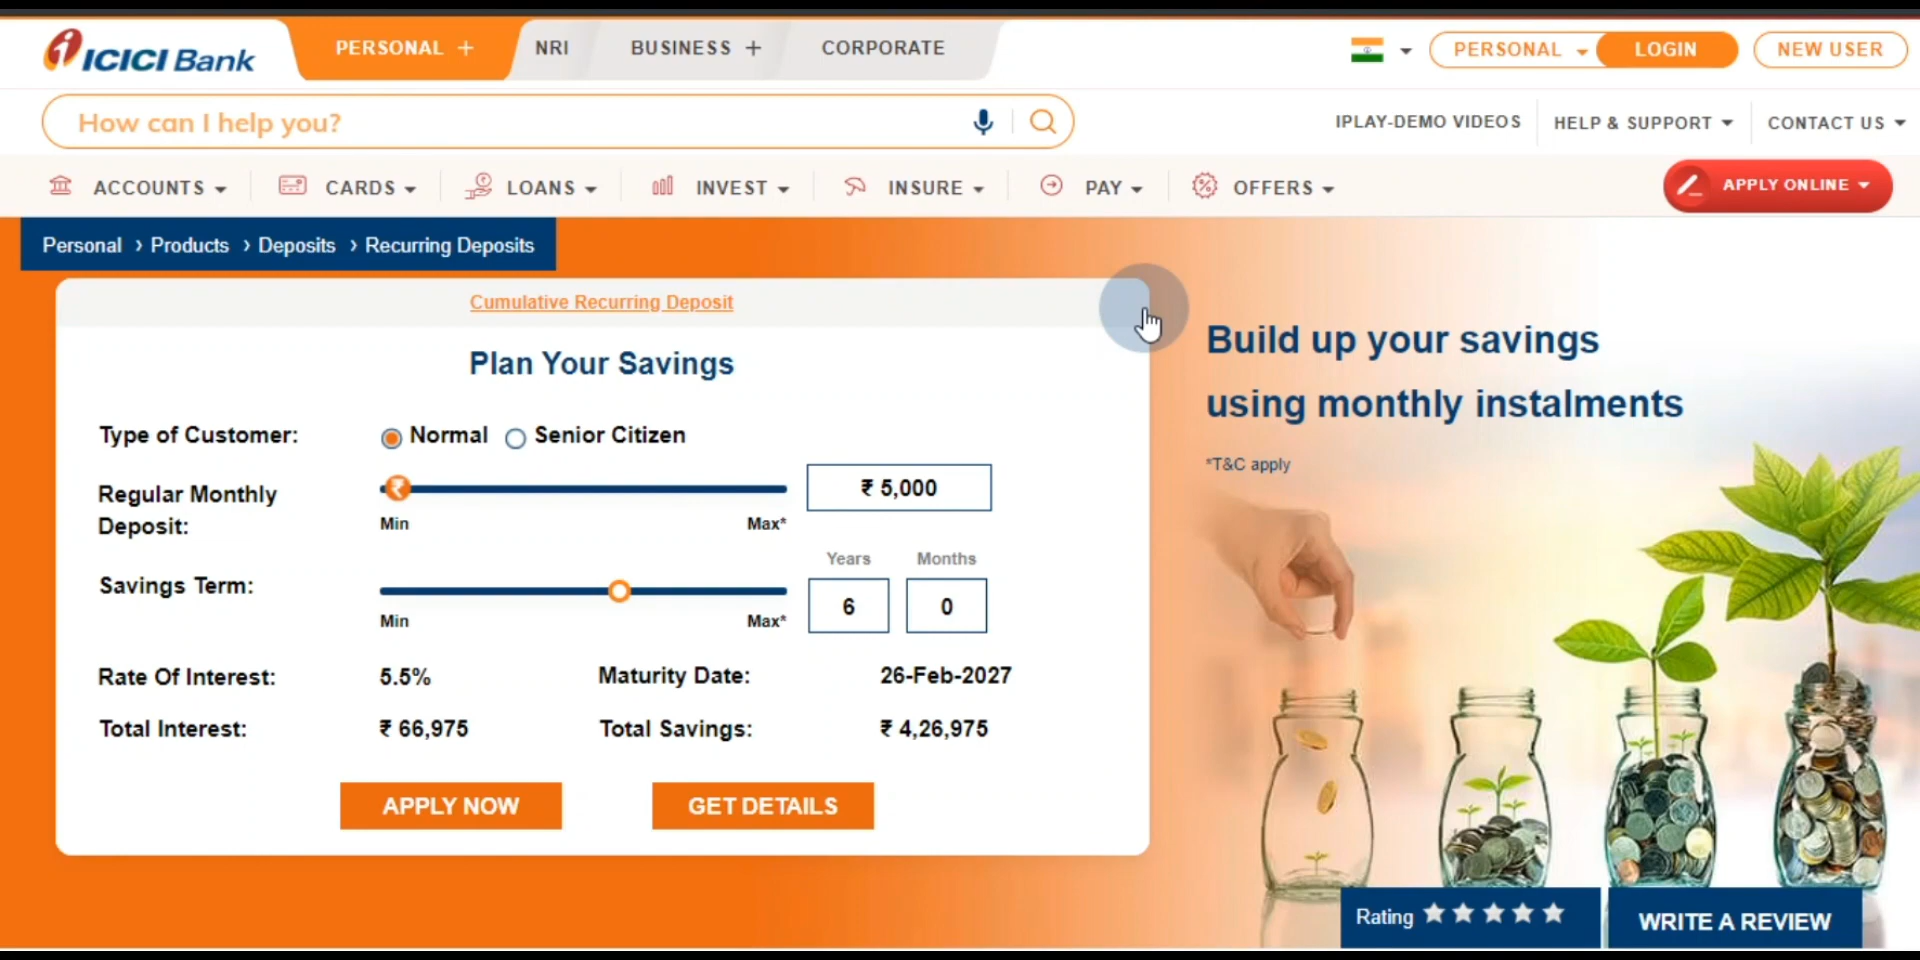 ICICI Bank
PERSONAL +
NRI
BUSINESS +
CORPORATE
PERSONAL
LOGIN
NEW USER
How can I help you?
IPLAY-DEMO VIDEOS
HELP & SUPPORT
CONTACT US
ACCOUNTS
CARDS
LOANS
INVEST
INSURE
PAY
OFFERS
APPLY ONLINE
Personal › Products › Deposits › Recurring Deposits
Cumulative Recurring Deposit
Plan Your Savings
Type of Customer: Normal Senior Citizen
Regular Monthly
Deposit:
₹ 5,000
Min Max*
Years Months
Savings Term:
6 0
Min Max*
Rate Of Interest: 5.5% Maturity Date: 26-Feb-2027
Total Interest: ₹ 66,975 Total Savings: ₹ 4,26,975
APPLY NOW
GET DETAILS
Build up your savings
using monthly instalments
*T&C apply
Rating
WRITE A REVIEW